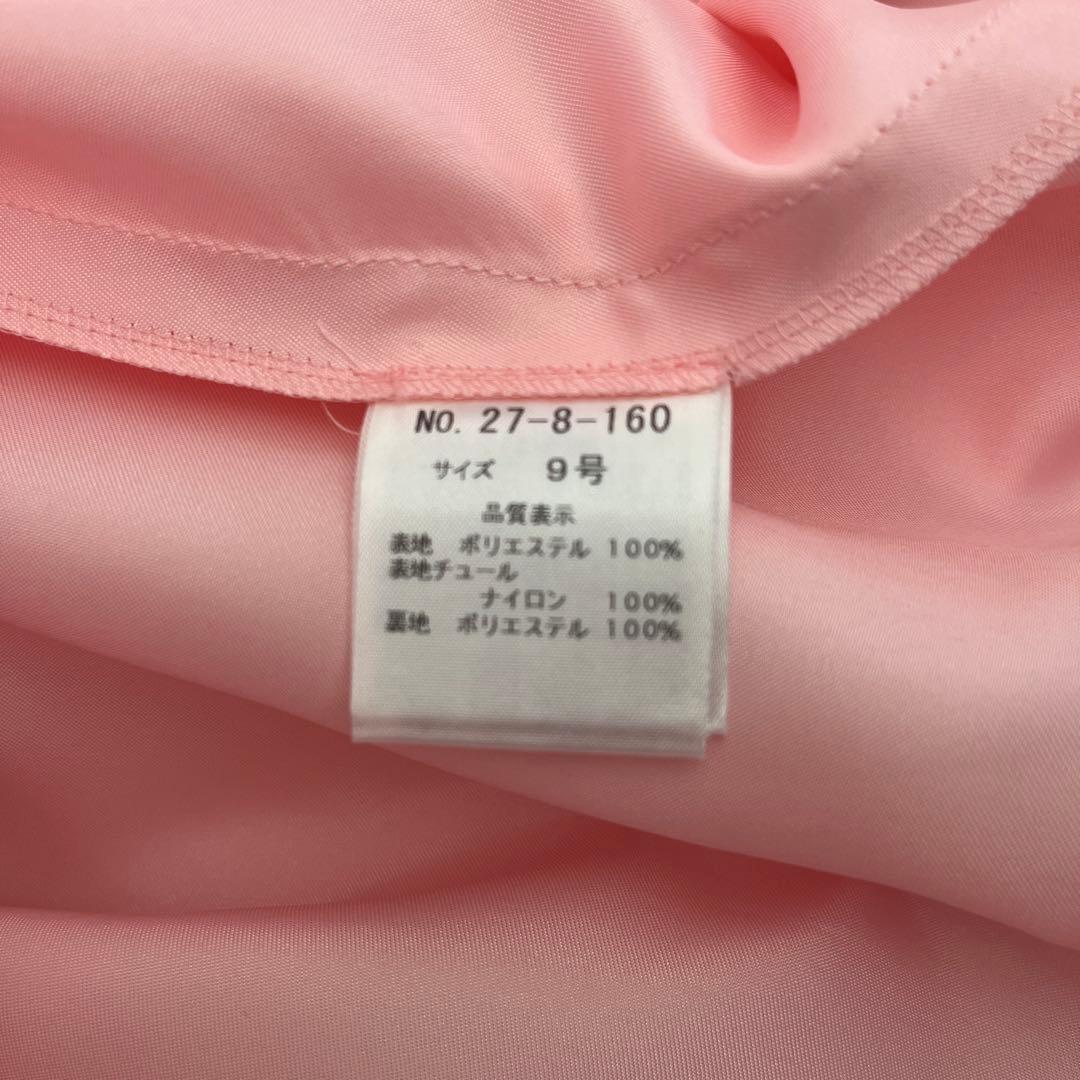 NO. 27-8-160
サイズ 9号
品質表示
表地 ポリエステル 100%
表地チュール
ナイロン 100%
裏地 ポリエステル 100%